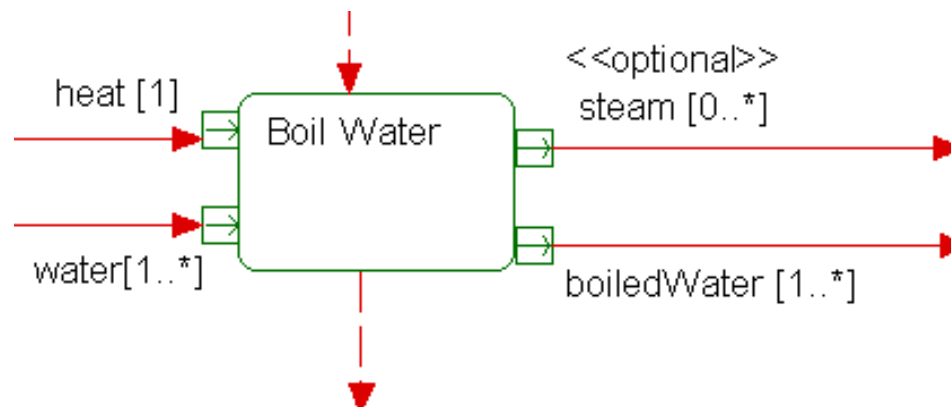 <<optional>>
heat [1]
steam [0..*]
Boil Water
water[1..*]
boiledWater [1..*]